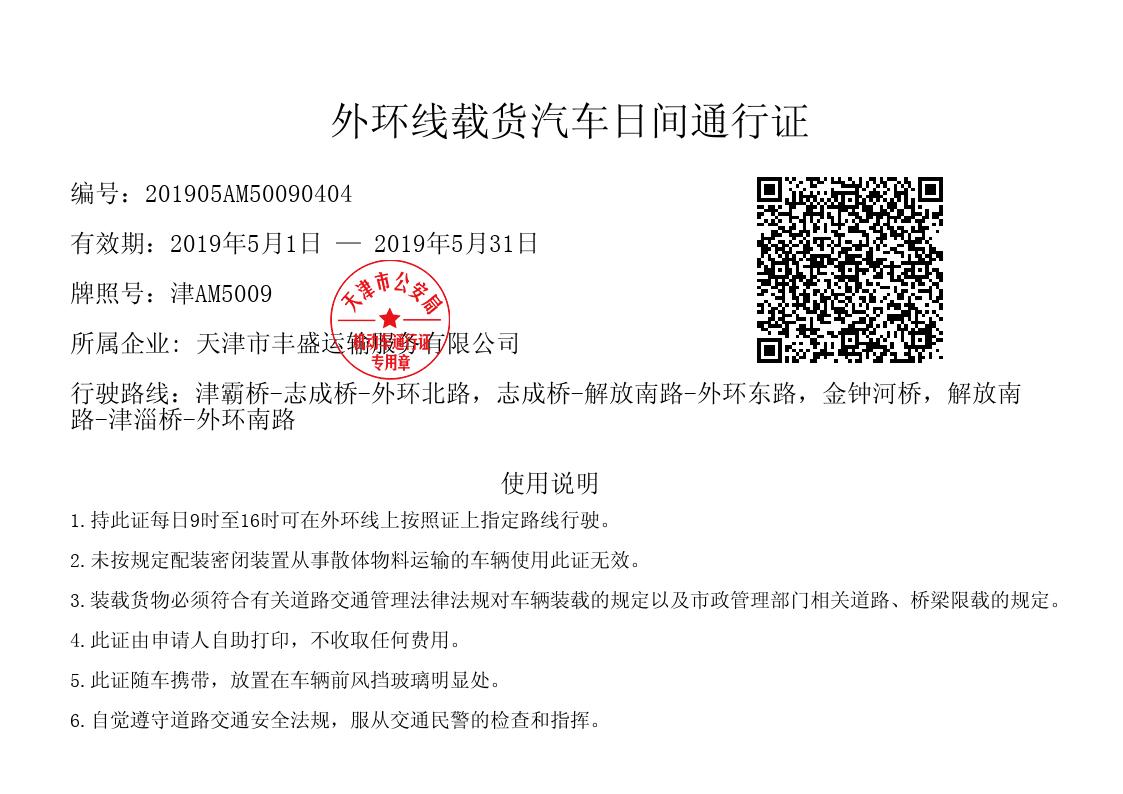 外环线载货汽车日间通行证
编号：201905AM50090404
有效期：2019年5月1日 — 2019年5月31日
牌照号：津AM5009
天津市公安局
所属企业: 天津市丰盛运输服务有限公司
机动车通行证
专用章
行驶路线：津霸桥-志成桥-外环北路，志成桥-解放南路-外环东路，金钟河桥，解放南
路-津淄桥-外环南路
使用说明
1.持此证每日9时至16时可在外环线上按照证上指定路线行驶。
2.未按规定配装密闭装置从事散体物料运输的车辆使用此证无效。
3.装载货物必须符合有关道路交通管理法律法规对车辆装载的规定以及市政管理部门相关道路、桥梁限载的规定。
4.此证由申请人自助打印，不收取任何费用。
5.此证随车携带，放置在车辆前风挡玻璃明显处。
6.自觉遵守道路交通安全法规，服从交通民警的检查和指挥。